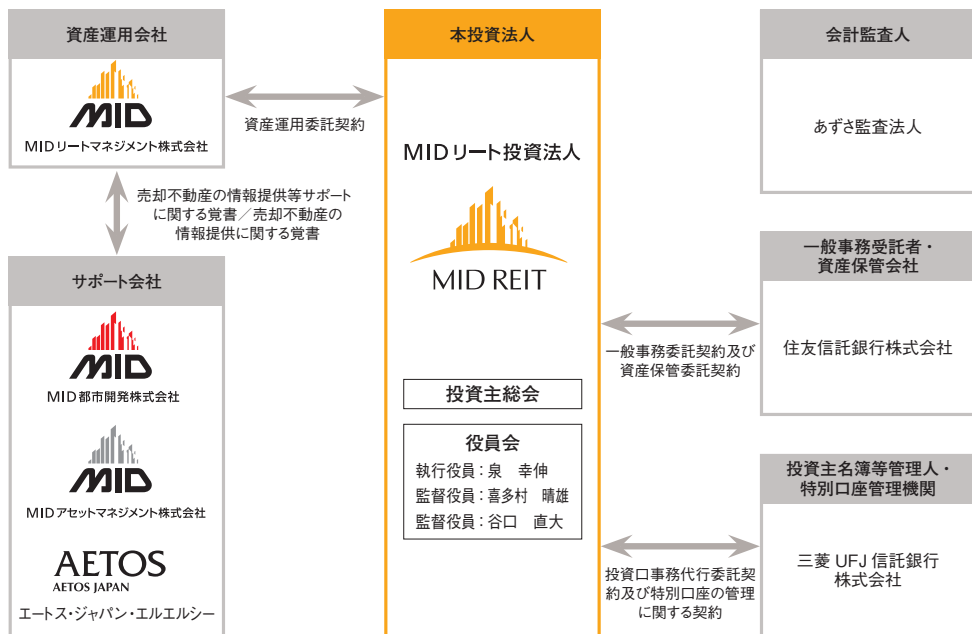 資産運用会社
MID
MIDリートマネジメント株式会社
資産運用委託契約
売却不動産の情報提供等サポート
に関する覚書／売却不動産の
情報提供に関する覚書
サポート会社
MID
MID都市開発株式会社
MID
MIDアセットマネジメント株式会社
AETOS
AETOS JAPAN
エートス・ジャパン・エルエルシー
本投資法人
MIDリート投資法人
MID REIT
投資主総会
役員会
執行役員：泉　幸伸
監督役員：喜多村　晴雄
監督役員：谷口　直大
会計監査人
あずさ監査法人
一般事務受託者・
資産保管会社
住友信託銀行株式会社
一般事務委託契約及び
資産保管委託契約
投資主名簿等管理人・
特別口座管理機関
三菱UFJ信託銀行
株式会社
投資口事務代行委託契
約及び特別口座の管理
に関する契約